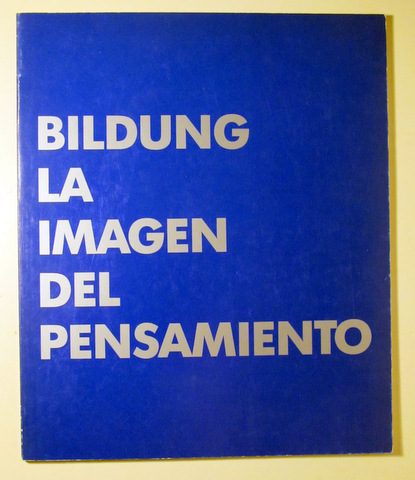 BILDUNG
LA
IMAGEN
DEL
PENSAMIENTO